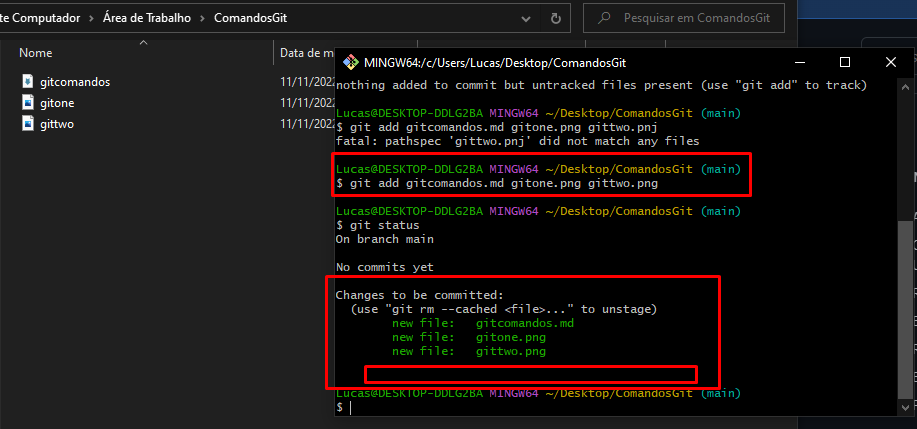 te Computador > Área de Trabalho > ComandosGit
Pesquisar em ComandosGit
Nome
Data de m
gitcomandos
11/11/2022
gitone
11/11/2022
gittwo
11/11/2022
MINGW64:/c/Users/Lucas/Desktop/ComandosGit
nothing added to commit but untracked files present (use "git add" to track)
Lucas@DESKTOP-DDLG2BA MINGW64 ~/Desktop/ComandosGit (main)
$ git add gitcomandos.md gitone.png gittwo.pnj
fatal: pathspec 'gittwo.pnj' did not match any files
Lucas@DESKTOP-DDLG2BA MINGW64 ~/Desktop/ComandosGit (main)
$ git add gitcomandos.md gitone.png gittwo.png
Lucas@DESKTOP-DDLG2BA MINGW64 ~/Desktop/ComandosGit (main)
$ git status
On branch main
No commits yet
Changes to be committed:
(use "git rm --cached <file>..." to unstage)
new file: gitcomandos.md
new file: gitone.png
new file: gittwo.png
Lucas@DESKTOP-DDLG2BA MINGW64 ~/Desktop/ComandosGit (main)
$